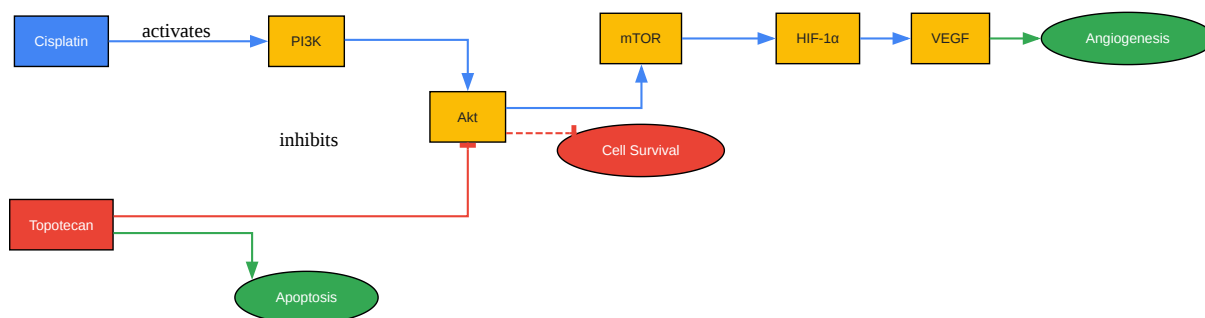 Cisplatin
activates
PI3K
mTOR
HIF-1α
VEGF
Angiogenesis
Akt
inhibits
Cell Survival
Topotecan
Apoptosis